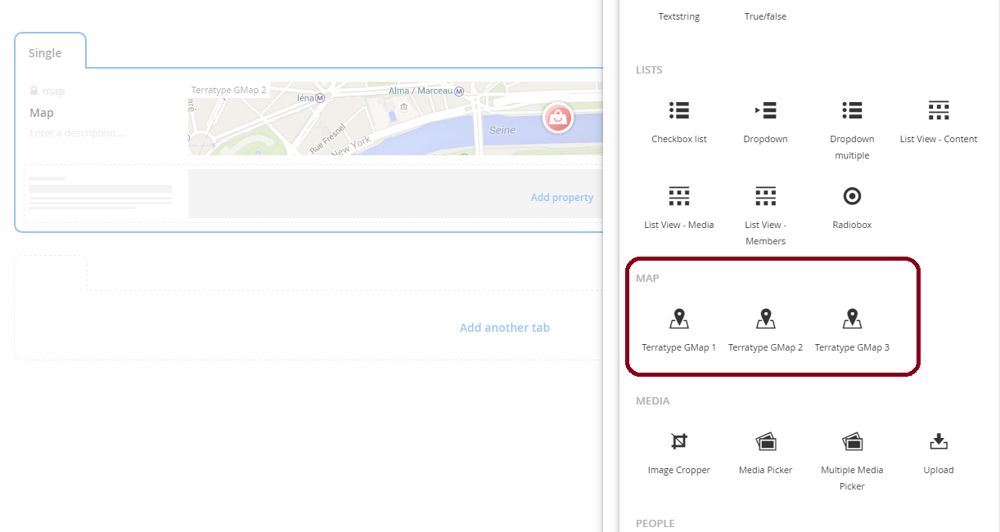 Single
map
Map
Enter a description...
Terratype GMap 2
Iéna M
Alma / Marceau M
Rue Fresnel
New York
Seine
Add property
Add another tab
Textstring
True/false
LISTS
Checkbox list
Dropdown
Dropdown
multiple
List View - Content
List View - Media
List View -
Members
Radiobox
MAP
Terratype GMap 1
Terratype GMap 2
Terratype GMap 3
MEDIA
Image Cropper
Media Picker
Multiple Media
Picker
Upload
PEOPLE